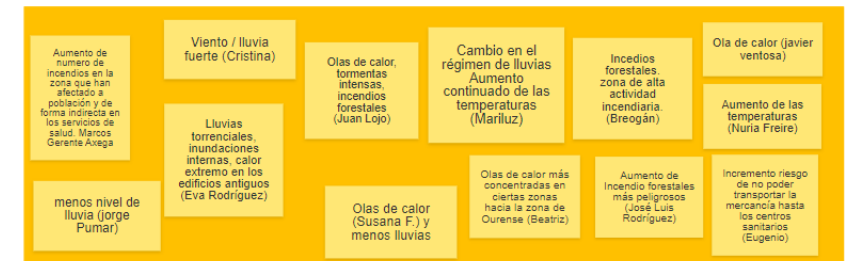 Aumento de
numero de
incendios en la
zona que han
afectado a
población y de
forma indirecta en
los servicios de
salud. Marcos
Gerente Axega
Viento / lluvia
fuerte (Cristina)
Olas de calor,
tormentas
intensas,
incendios
forestales
(Juan Lojo)
Cambio en el
régimen de lluvias
Aumento
continuado de las
temperaturas
(Mariluz)
Incedios
forestales.
zona de alta
actividad
incendiaria.
(Breogán)
Ola de calor (javier
ventosa)
Aumento de las
temperaturas
(Nuria Freire)
Lluvias
torrenciales,
inundaciones
internas, calor
extremo en los
edificios antiguos
(Eva Rodríguez)
menos nivel de
lluvia (jorge
Pumar)
Olas de calor
(Susana F.) y
menos lluvias
Olas de calor más
concentradas en
ciertas zonas
hacia la zona de
Ourense (Beatriz)
Aumento de
Incendio forestales
más peligrosos
(José Luis
Rodríguez)
Incremento riesgo
de no poder
transportar la
mercancía hasta
los centros
sanitarios
(Eugenio)